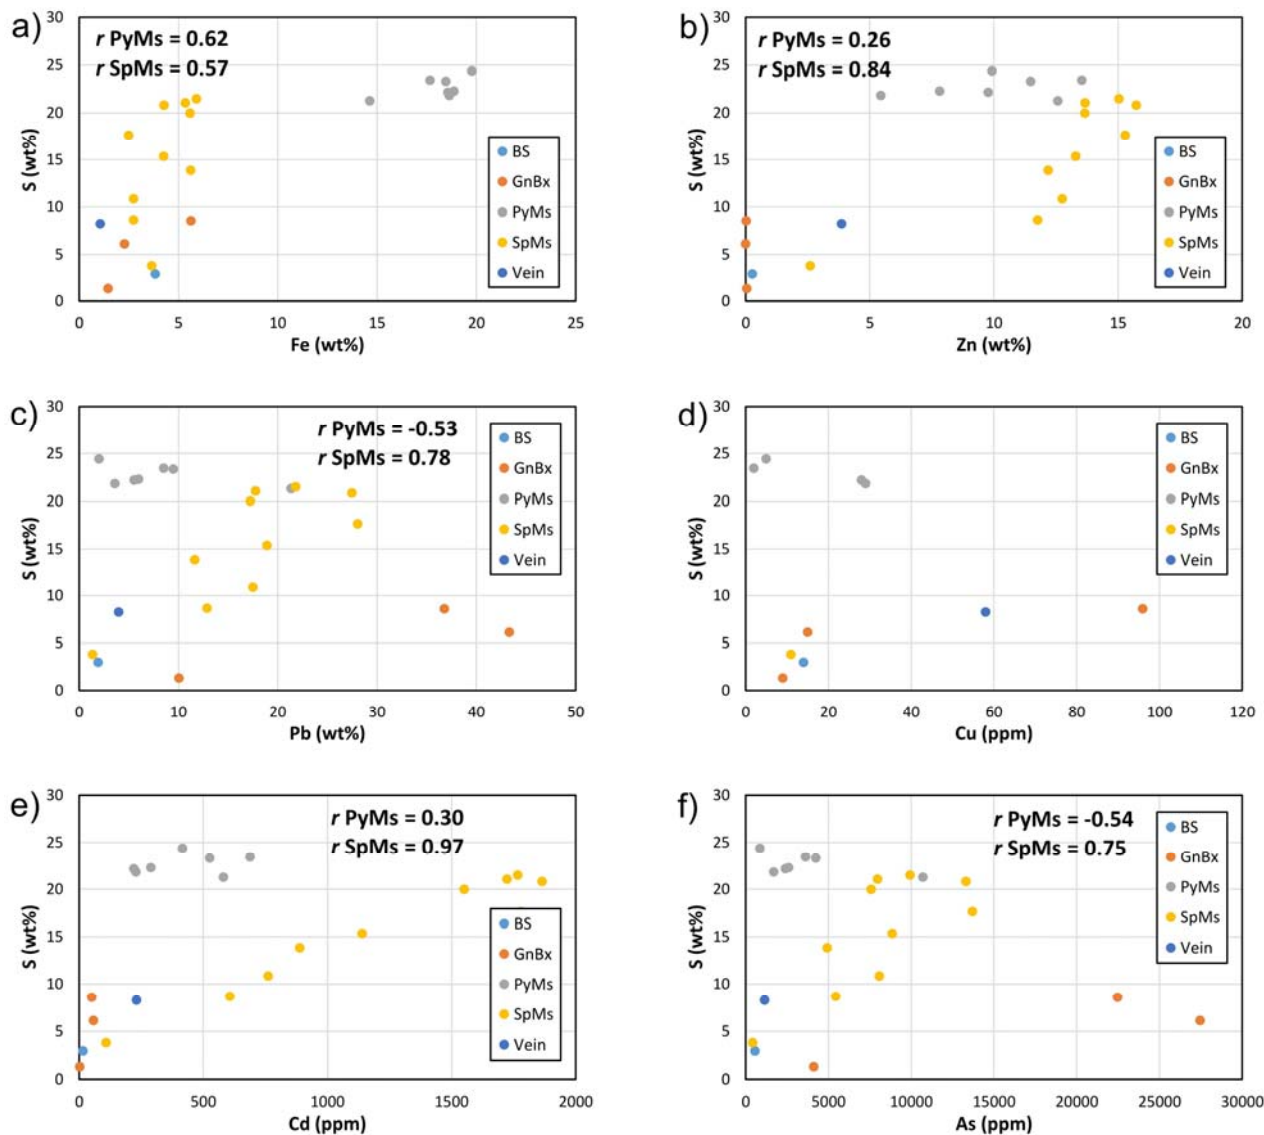 a)
r PyMs = 0.62
r SpMs = 0.57
30
25
20
15
10
5
0
S (wt%)
BS
GnBx
PyMs
SpMs
Vein
0 5 10 15 20 25
Fe (wt%)
b)
r PyMs = 0.26
r SpMs = 0.84
30
25
20
15
10
5
0
S (wt%)
BS
GnBx
PyMs
SpMs
Vein
0 5 10 15 20
Zn (wt%)
c)
r PyMs = -0.53
r SpMs = 0.78
30
25
20
15
10
5
0
S (wt%)
BS
GnBx
PyMs
SpMs
Vein
0 10 20 30 40 50
Pb (wt%)
d)
30
25
20
15
10
5
0
S (wt%)
BS
GnBx
PyMs
SpMs
Vein
0 20 40 60 80 100 120
Cu (ppm)
e)
r PyMs = 0.30
r SpMs = 0.97
30
25
20
15
10
5
0
S (wt%)
BS
GnBx
PyMs
SpMs
Vein
0 500 1000 1500 2000
Cd (ppm)
f)
r PyMs = -0.54
r SpMs = 0.75
30
25
20
15
10
5
0
S (wt%)
BS
GnBx
PyMs
SpMs
Vein
0 5000 10000 15000 20000 25000 30000
As (ppm)